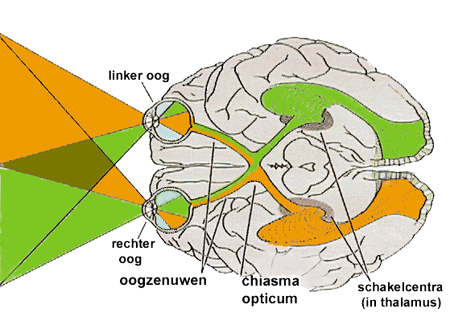 linker oog
rechter
oog
oogzenuwen
chiasma
opticum
schakelcentra
(in thalamus)